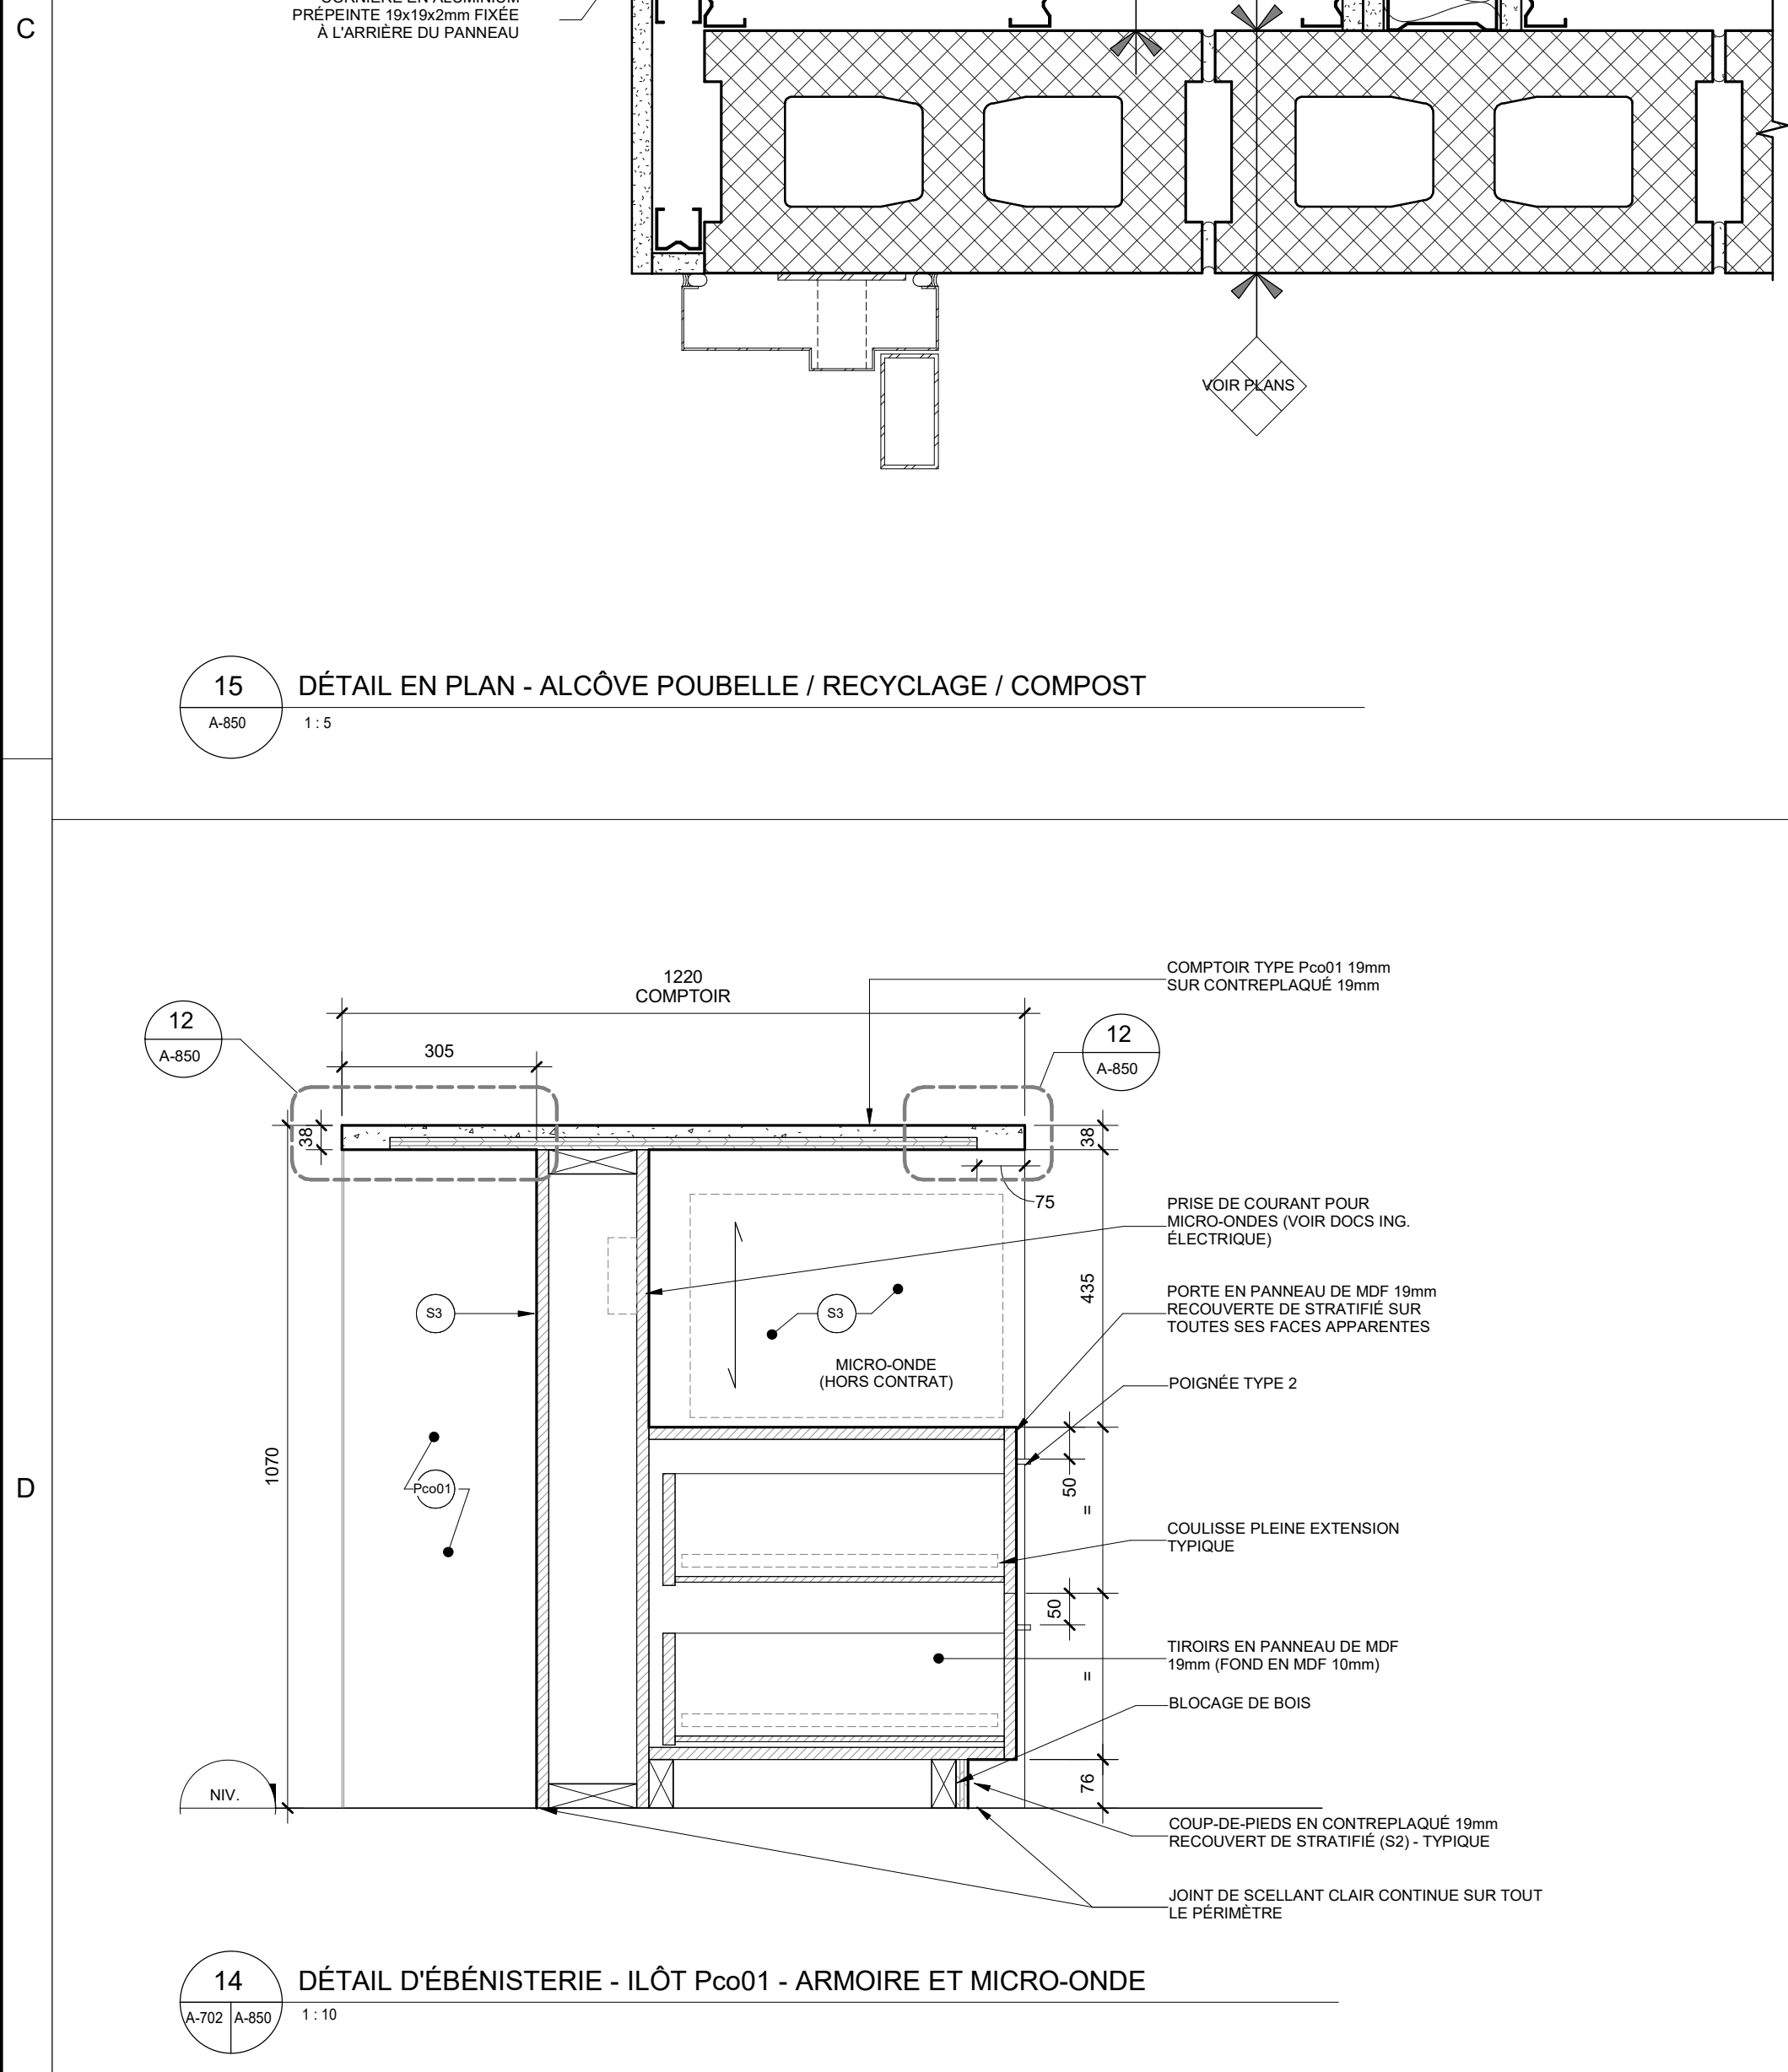 C
PRÉPEINTE 19x19x2mm FIXÉE
À L'ARRIÈRE DU PANNEAU
VOIR PLANS
15
A-850
DÉTAIL EN PLAN - ALCÔVE POUBELLE / RECYCLAGE / COMPOST
1 : 5
D
1220
COMPTOIR
COMPTOIR TYPE Pco01 19mm
SUR CONTREPLAQUÉ 19mm
12
A-850
305
12
A-850
38
38
75
PRISE DE COURANT POUR
MICRO-ONDES (VOIR DOCS ING.
ÉLECTRIQUE)
435
PORTE EN PANNEAU DE MDF 19mm
RECOUVERTE DE STRATIFIÉ SUR
TOUTES SES FACES APPARENTES
S3
S3
MICRO-ONDE
(HORS CONTRAT)
POIGNÉE TYPE 2
1070
Pco01
50
=
COULISSE PLEINE EXTENSION
TYPIQUE
50
TIROIRS EN PANNEAU DE MDF
19mm (FOND EN MDF 10mm)
=
BLOCAGE DE BOIS
NIV.
76
COUP-DE-PIEDS EN CONTREPLAQUÉ 19mm
RECOUVERT DE STRATIFIÉ (S2) - TYPIQUE
JOINT DE SCELLANT CLAIR CONTINUE SUR TOUT
LE PÉRIMÈTRE
14
A-702
A-850
DÉTAIL D'ÉBÉNISTERIE - ILÔT Pco01 - ARMOIRE ET MICRO-ONDE
1 : 10